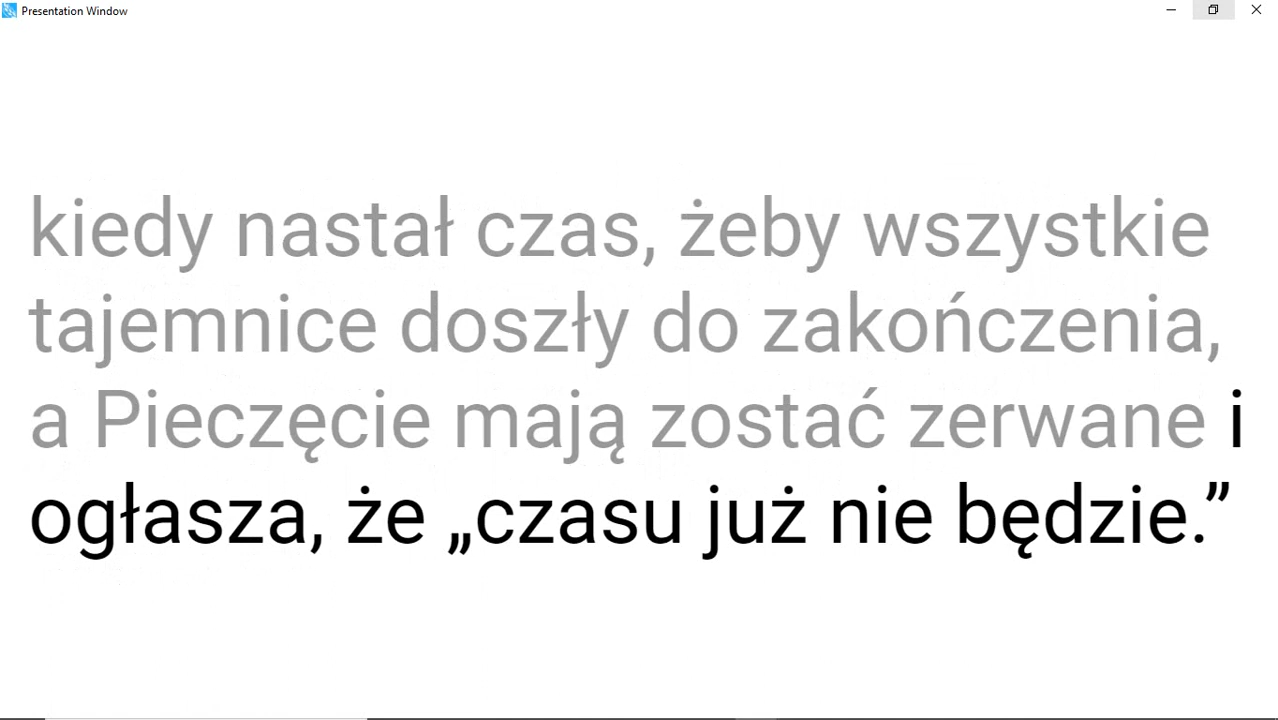 Presentation Window
kiedy nastał czas, żeby wszystkie
tajemnice doszły do zakończenia,
a Pieczęcie mają zostać zerwane i
ogłasza, że „czasu już nie będzie.”